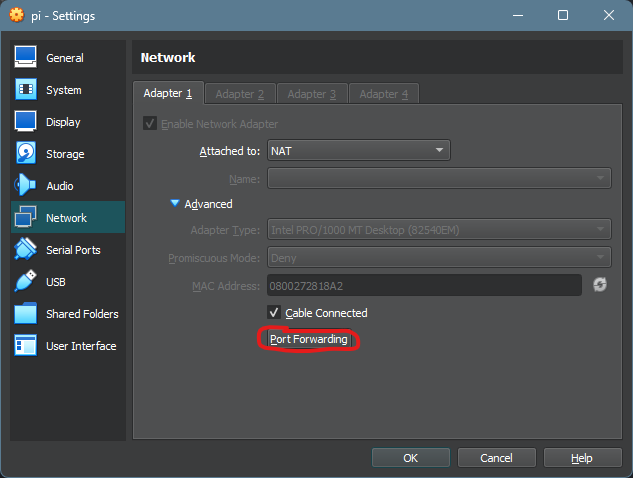 pi - Settings
General
System
Display
Storage
Audio
Network
Serial Ports
USB
Shared Folders
User Interface
Network
Adapter 1 Adapter 2 Adapter 3 Adapter 4
Enable Network Adapter
Attached to: NAT
Name:
Advanced
Adapter Type: Intel PRO/1000 MT Desktop (82540EM)
Promiscuous Mode: Deny
MAC Address: 0800272818A2
Cable Connected
Port Forwarding
OK Cancel Help